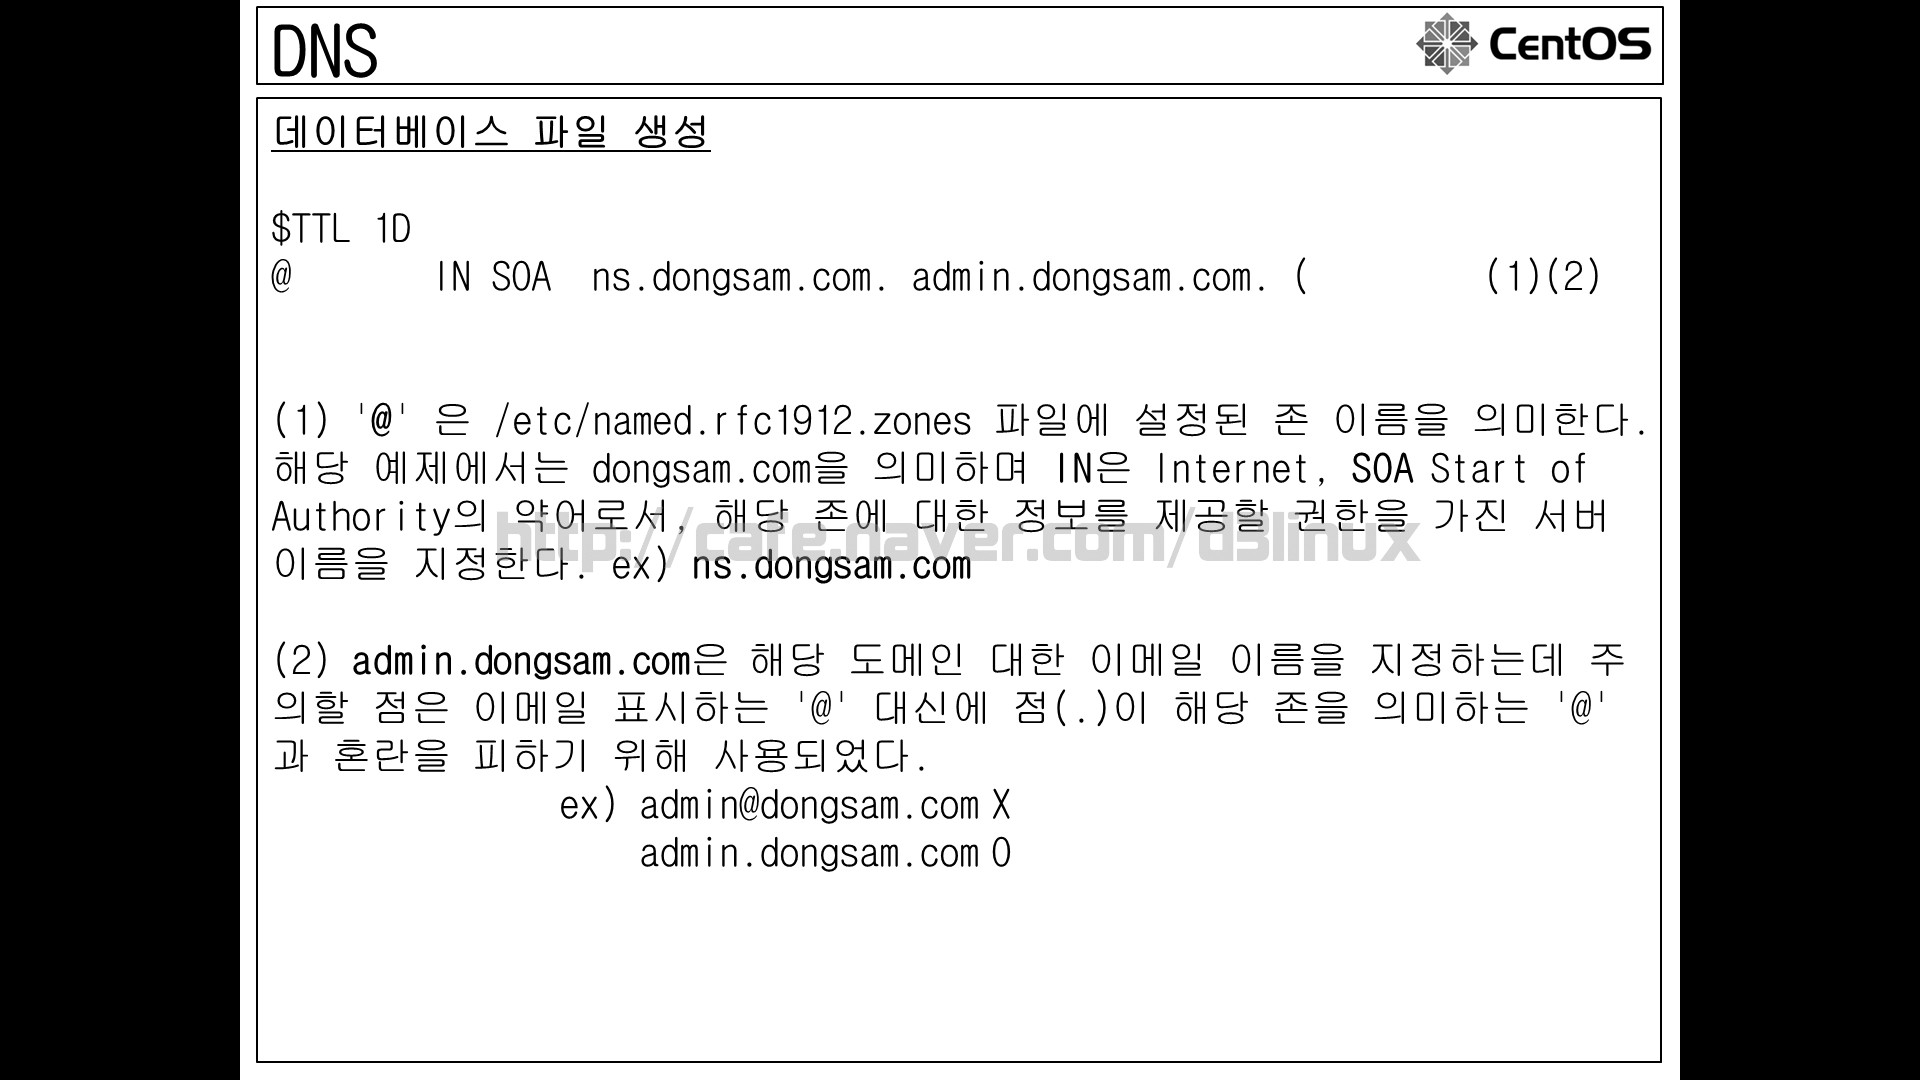 DNS
CentOS
데이터베이스 파일 생성
$TTL 1D
@ IN SOA ns.dongsam.com. admin.dongsam.com. ( (1)(2)
(1) '@' 은 /etc/named.rfc1912.zones 파일에 설정된 존 이름을 의미한다.
해당 예제에서는 dongsam.com을 의미하며 IN은 Internet, SOA Start of
Authority의 약어로서, 해당 존에 대한 정보를 제공할 권한을 가진 서버
이름을 지정한다. ex) ns.dongsam.com
http://cafe.naver.com/d3linux
(2) admin.dongsam.com은 해당 도메인 대한 이메일 이름을 지정하는데 주
의할 점은 이메일 표시하는 '@' 대신에 점(.)이 해당 존을 의미하는 '@'
과 혼란을 피하기 위해 사용되었다.
ex) admin@dongsam.com X
admin.dongsam.com O